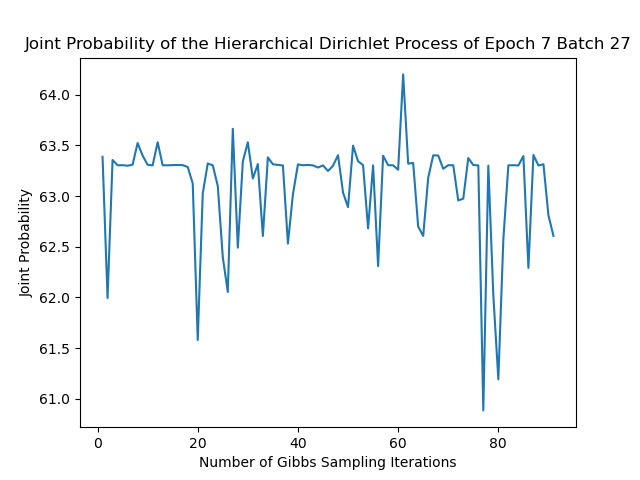 Joint Probability of the Hierarchical Dirichlet Process of Epoch 7 Batch 27
64.0
63.5
63.0
62.5
62.0
61.5
61.0
Joint Probability
0 20 40 60 80
Number of Gibbs Sampling Iterations